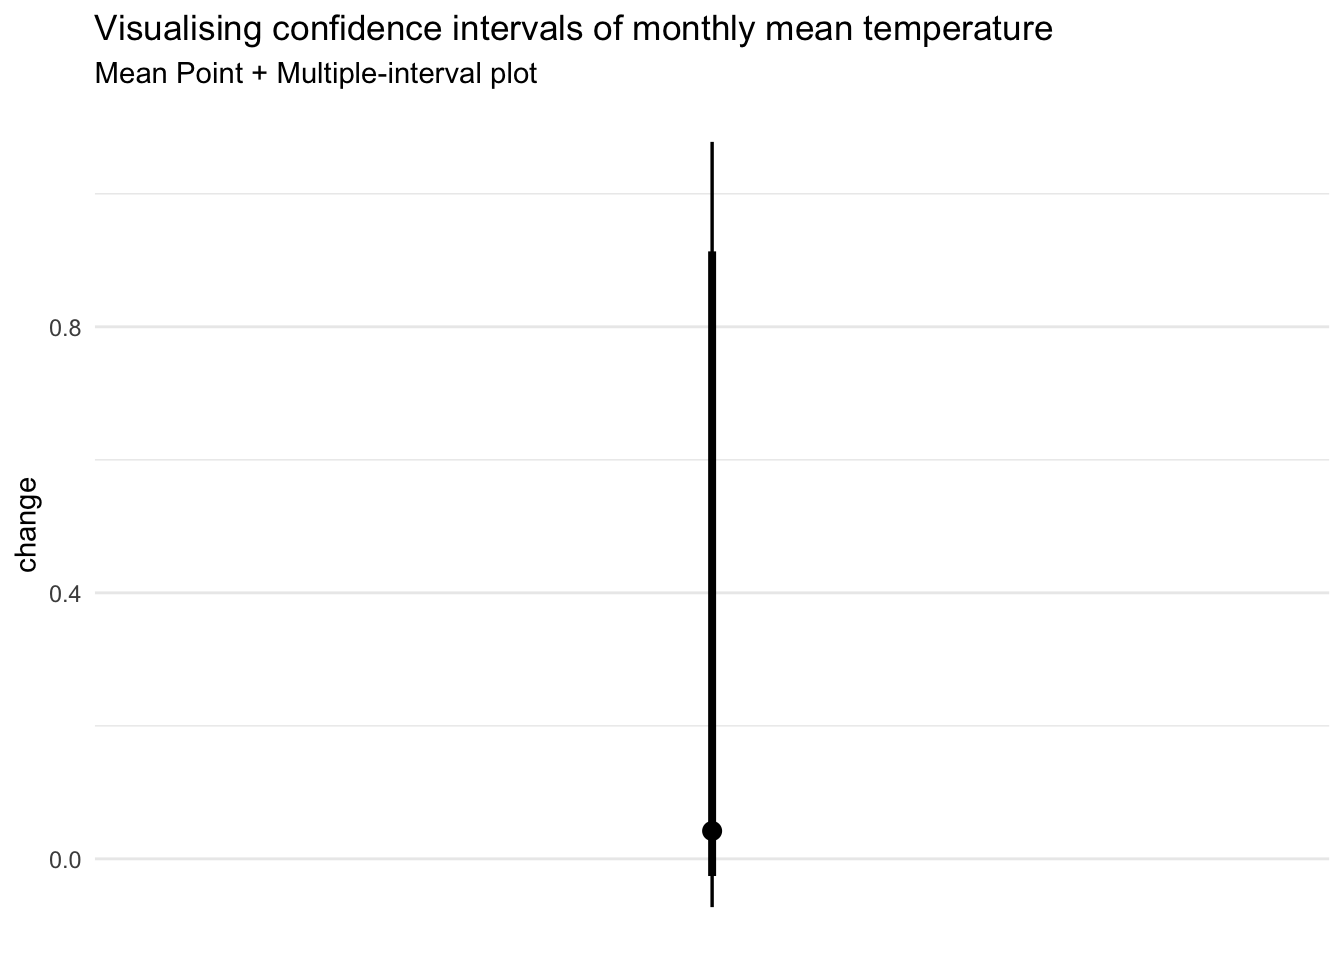 Visualising confidence intervals of monthly mean temperature
Mean Point + Multiple-interval plot
change
0.8
0.4
0.0